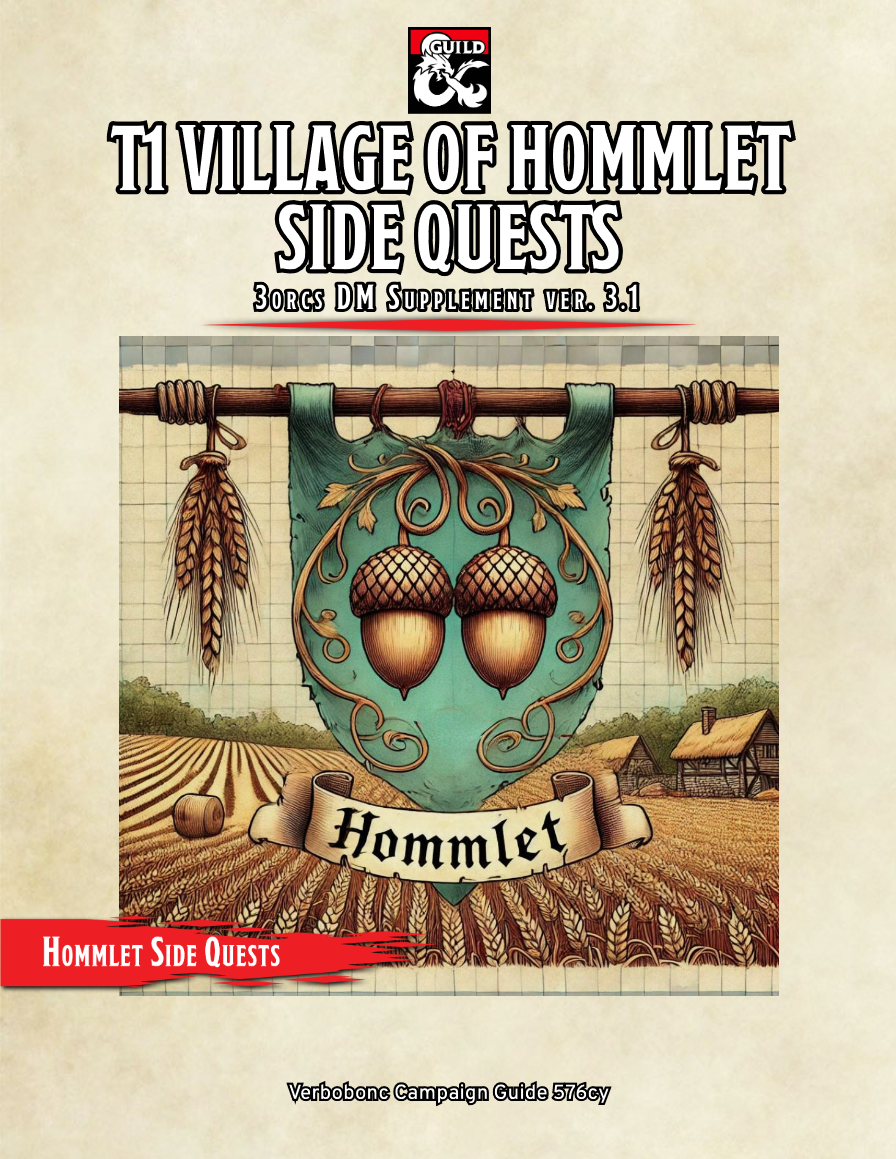 GUILD
T1 VILLAGE OF HOMMLET
SIDE QUESTS
3ORCS DM SUPPLEMENT VER. 3.1
Hommlet
HOMMLET SIDE QUESTS
Verbobonc Campaign Guide 576cy